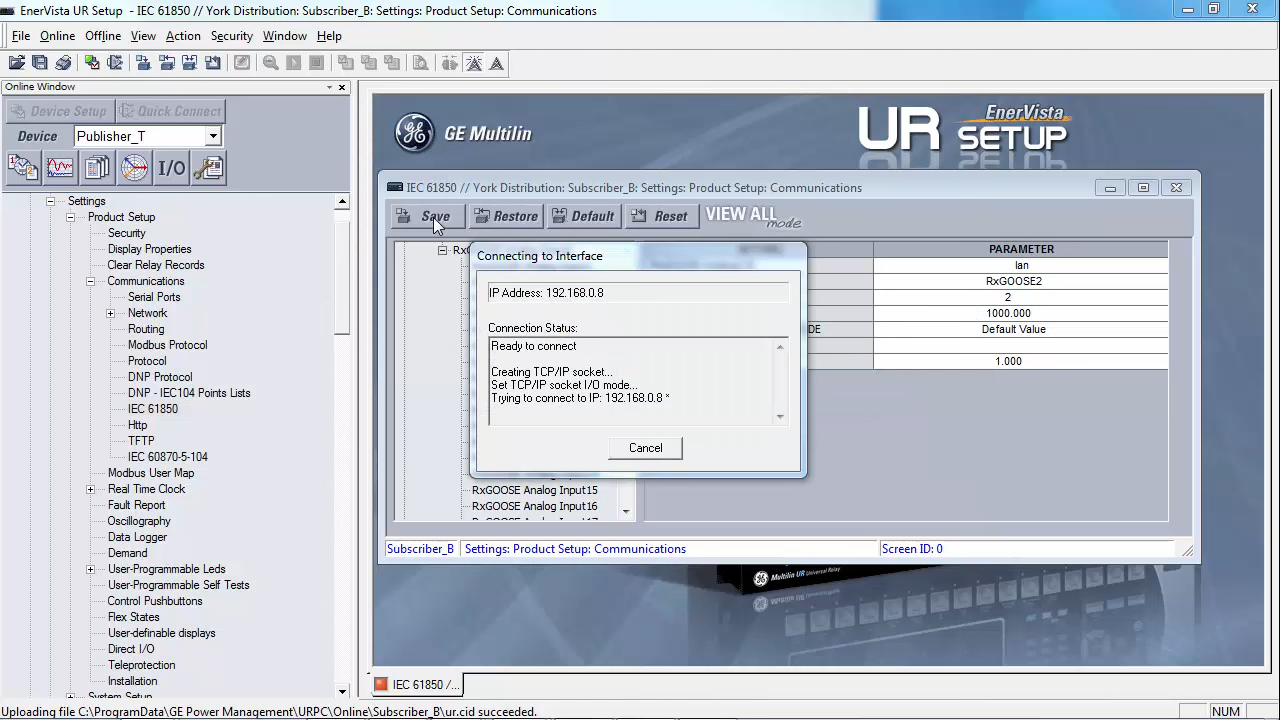 EnerVista UR Setup - IEC 61850 // York Distribution: Subscriber_B: Settings: Product Setup: Communications
File Online Offline View Action Security Window Help
Online Window
Device Setup Quick Connect
Device Publisher_T
I/O
Settings
Product Setup
Security
Display Properties
Clear Relay Records
Communications
Serial Ports
Network
Routing
Modbus Protocol
Protocol
DNP Protocol
DNP - IEC104 Point Lists
IEC 61850
Http
TFTP
IEC 60870-5-104
Modbus User Map
Real Time Clock
Fault Report
Oscillography
Data Logger
Demand
User-Programmable Leds
User-Programmable Self Tests
Control Pushbuttons
Flex States
User-definable displays
Direct I/O
Teleprotection
Installation
System Setup
GE Multilin
UR EnerVista SETUP
IEC 61850 // York Distribution: Subscriber_B: Settings: Product Setup: Communications
Save Restore Default Reset VIEW ALL mode
PARAMETER
lan
RxGOOSE2
2
1000.000
DE Default Value
1.000
Connecting to Interface
IP Address: 192.168.0.8
Connection Status:
Ready to connect
Creating TCP/IP socket...
Set TCP/IP socket I/O mode...
Trying to connect to IP: 192.168.0.8 *
Cancel
RxGOOSE Analog Input15
RxGOOSE Analog Input16
Subscriber_B Settings: Product Setup: Communications Screen ID: 0
Multilin UR Universal Relay
IEC 61850 /...
Uploading file C:\ProgramData\GE Power Management\URPC\Online\Subscriber_B\ur.cid succeeded. NUM